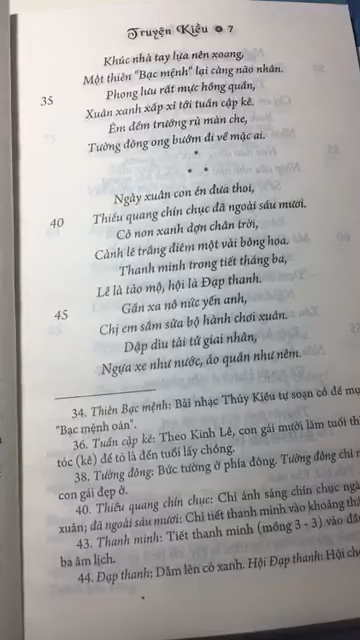 Truyện Kiều 7
Khúc nhà tay lựa nên xoang,
Một thiên "Bạc mệnh" lại càng não nhân.
35 Phong lưu rất mực hồng quần,
Xuân xanh xấp xỉ tới tuần cập kê.
Êm đềm trướng rủ màn che,
Tường đông ong bướm đi về mặc ai.
*
* *
Ngày xuân con én đưa thoi,
40 Thiều quang chín chục đã ngoài sáu mươi.
Cỏ non xanh dợn chân trời,
Cành lê trắng điểm một vài bông hoa.
Thanh minh trong tiết tháng ba,
Lễ là tảo mộ, hội là Đạp thanh.
45 Gần xa nô nức yến anh,
Chị em sắm sửa bộ hành chơi xuân.
Dập dìu tài tử giai nhân,
Ngựa xe như nước, áo quần như nêm.
34. Thiên Bạc mệnh: Bài nhạc Thúy Kiều tự soạn có đề mụ
"Bạc mệnh oán".
36. Tuần cập kê: Theo Kinh Lễ, con gái mười lăm tuổi th
tóc (kê) để tỏ là đến tuổi lấy chồng.
38. Tường đông: Bức tường ở phía đông. Tường đông chỉ n
con gái đẹp ở.
40. Thiều quang chín chục: Chỉ ánh sáng chín chục ngà
xuân; đã ngoài sáu mươi: Chỉ tiết thanh minh vào khoảng thá
43. Thanh minh: Tiết thanh minh (mồng 3 - 3) vào đầ
ba âm lịch.
44. Đạp thanh: Dẫm lên cỏ xanh. Hội Đạp thanh: Hội ch